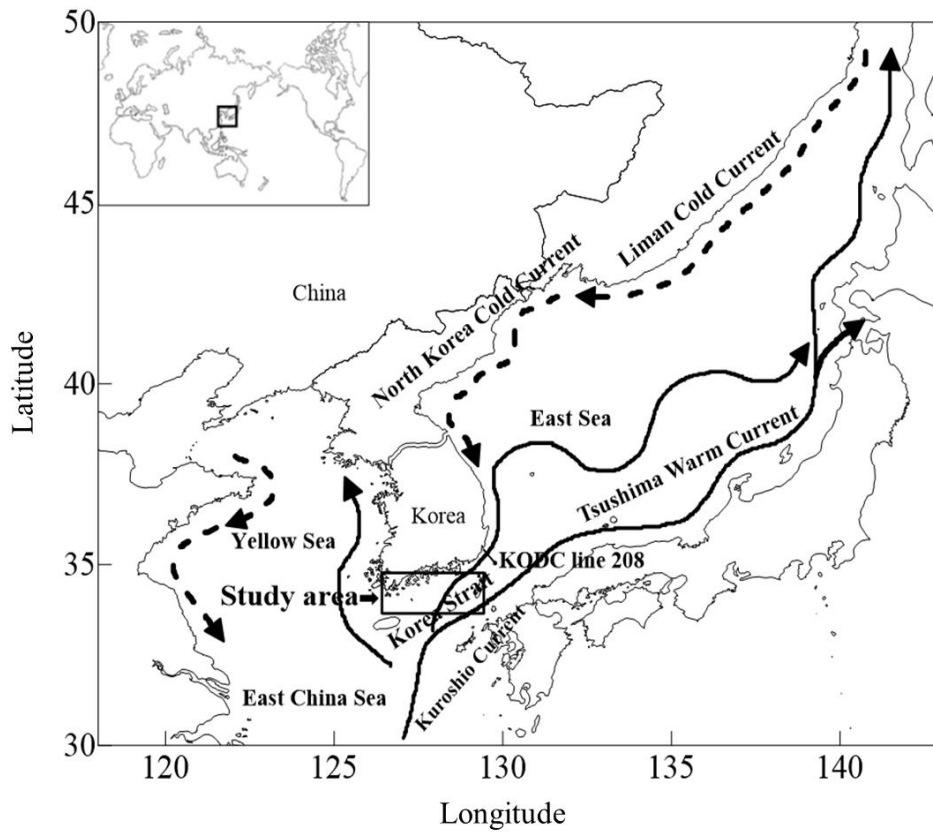 50
45
40
35
30
Latitude
120
125
130
135
140
Longitude
Liman Cold Current
North Korea Cold Current
China
East Sea
Tsushima Warm Current
Korea
Yellow Sea
KODC line 208
Study area
Korea Strait
Kuroshio Current
East China Sea